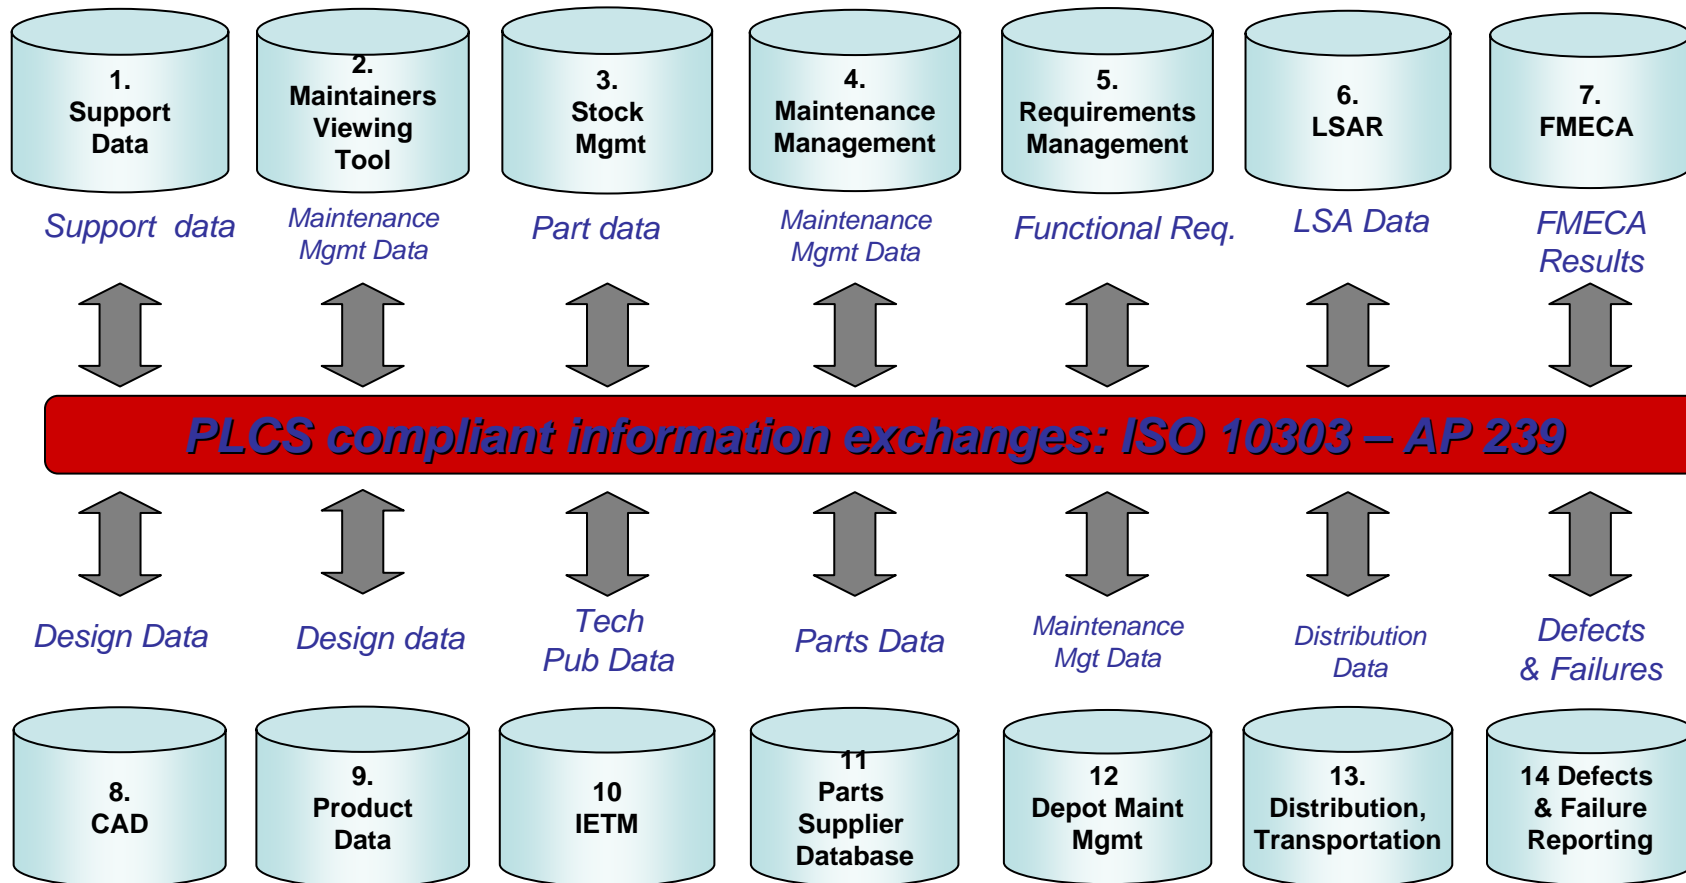 1.
Support
Data
2.
Maintainers
Viewing
Tool
3.
Stock
Mgmt
4.
Maintenance
Management
5.
Requirements
Management
6.
LSAR
7.
FMECA
Support data
Maintenance
Mgmt Data
Part data
Maintenance
Mgmt Data
Functional Req.
LSA Data
FMECA
Results
PLCS compliant information exchanges: ISO 10303 – AP 239
Design Data
Design data
Tech
Pub Data
Parts Data
Maintenance
Mgt Data
Distribution
Data
Defects
& Failures
8.
CAD
9.
Product
Data
10
IETM
11
Parts
Supplier
Database
12
Depot Maint
Mgmt
13.
Distribution,
Transportation
14 Defects
& Failure
Reporting